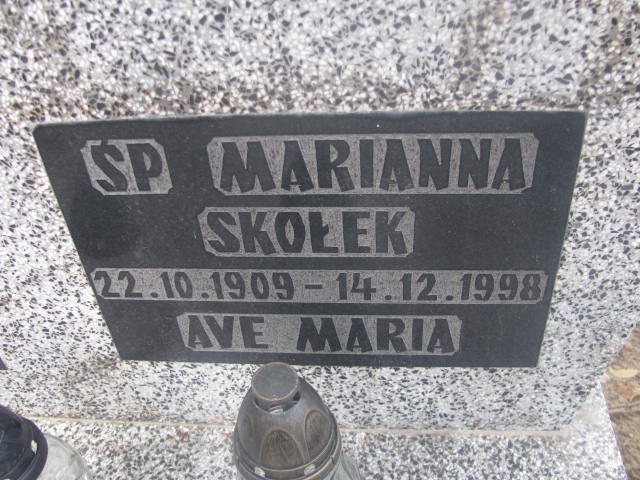 ŚP MARIANNA
SKOŁEK
22.10.1909 – 14.12.1998
AVE MARIA